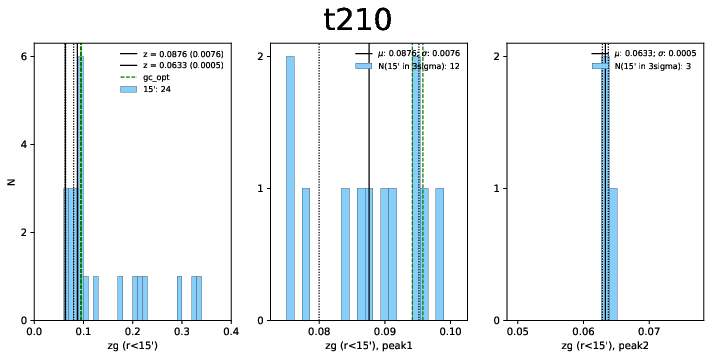 t210
z = 0.0876 (0.0076)
z = 0.0633 (0.0005)
gc_opt
15': 24
N
6
4
2
0
0.0 0.1 0.2 0.3 0.4
zg (r<15')
μ: 0.0876; σ: 0.0076
N(15' in 3sigma): 12
2
1
0
0.08 0.09 0.10
zg (r<15'), peak1
μ: 0.0633; σ: 0.0005
N(15' in 3sigma): 3
2
1
0
0.05 0.06 0.07
zg (r<15'), peak2